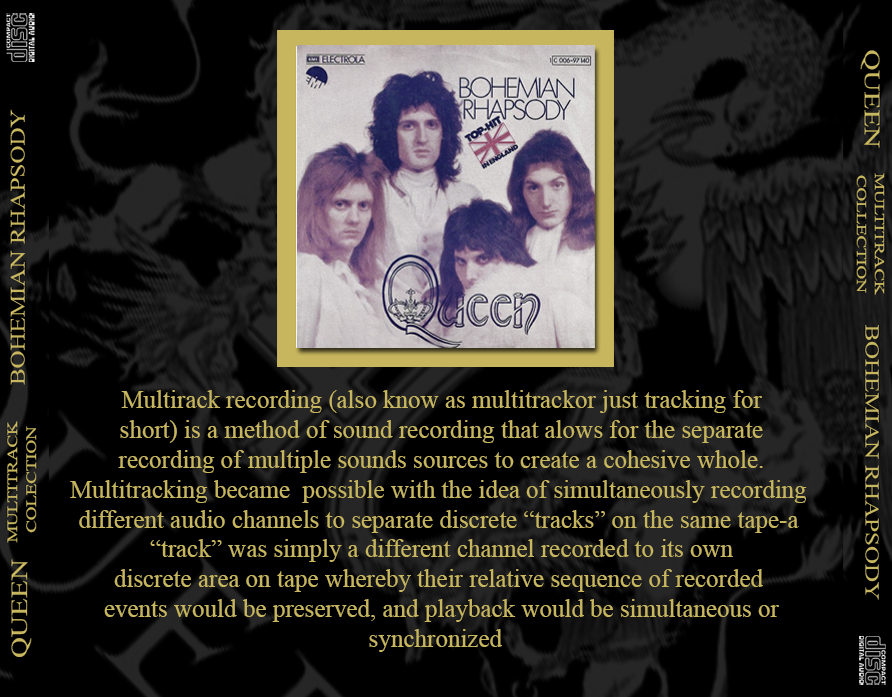 COMPACT
disc
DIGITAL AUDIO
BOHEMIAN RHAPSODY
MULTITRACK
COLECTION
QUEEN
EMI ELECTROLA
1C 006-97 140
EMI
BOHEMIAN
RHAPSODY
TOP-HIT
IN ENGLAND
Queen
Multirack recording (also know as multitrackor just tracking for
short) is a method of sound recording that alows for the separate
recording of multiple sounds sources to create a cohesive whole.
Multitracking became  possible with the idea of simultaneously recording
different audio channels to separate discrete “tracks” on the same tape-a
“track” was simply a different channel recorded to its own
discrete area on tape whereby their relative sequence of recorded
events would be preserved, and playback would be simultaneous or
synchronized
QUEEN
MULTITRACK
COLLECTION
BOHEMIAN RHAPSODY
COMPACT
disc
DIGITAL AUDIO